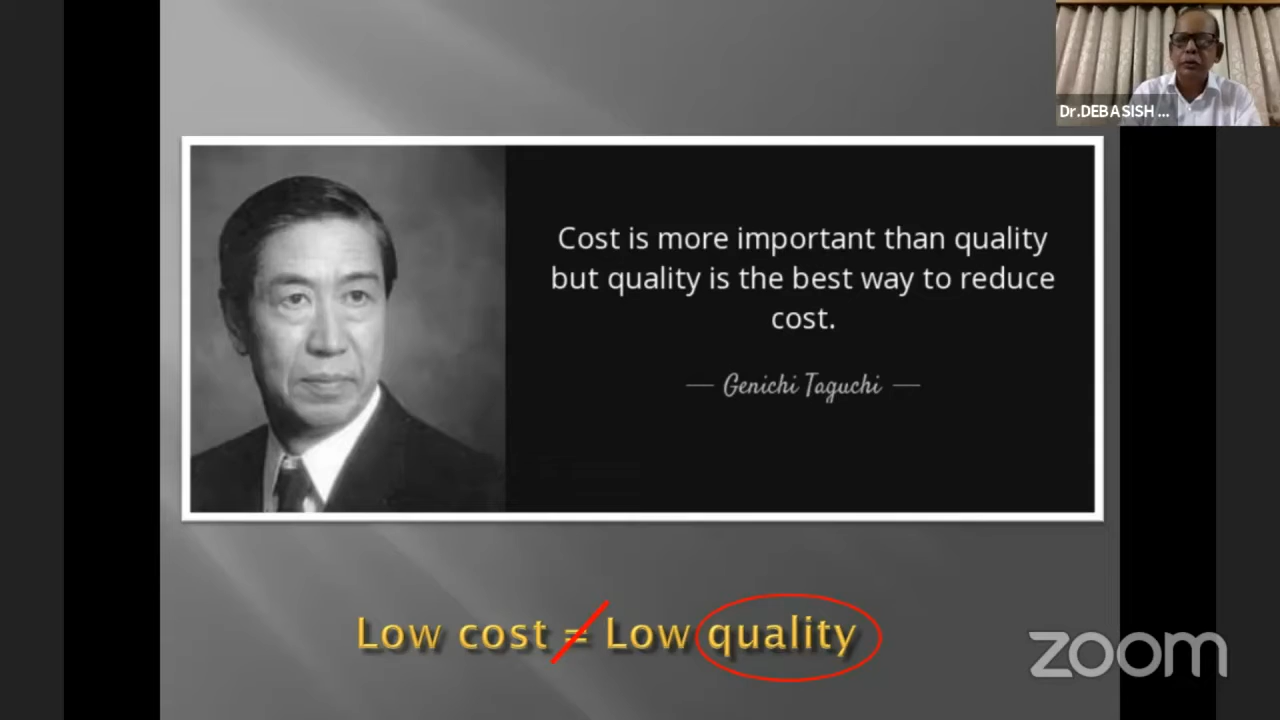 Dr.DEBASISH ...
Cost is more important than quality
but quality is the best way to reduce
cost.
— Genichi Taguchi —
Low cost = Low quality
zoom